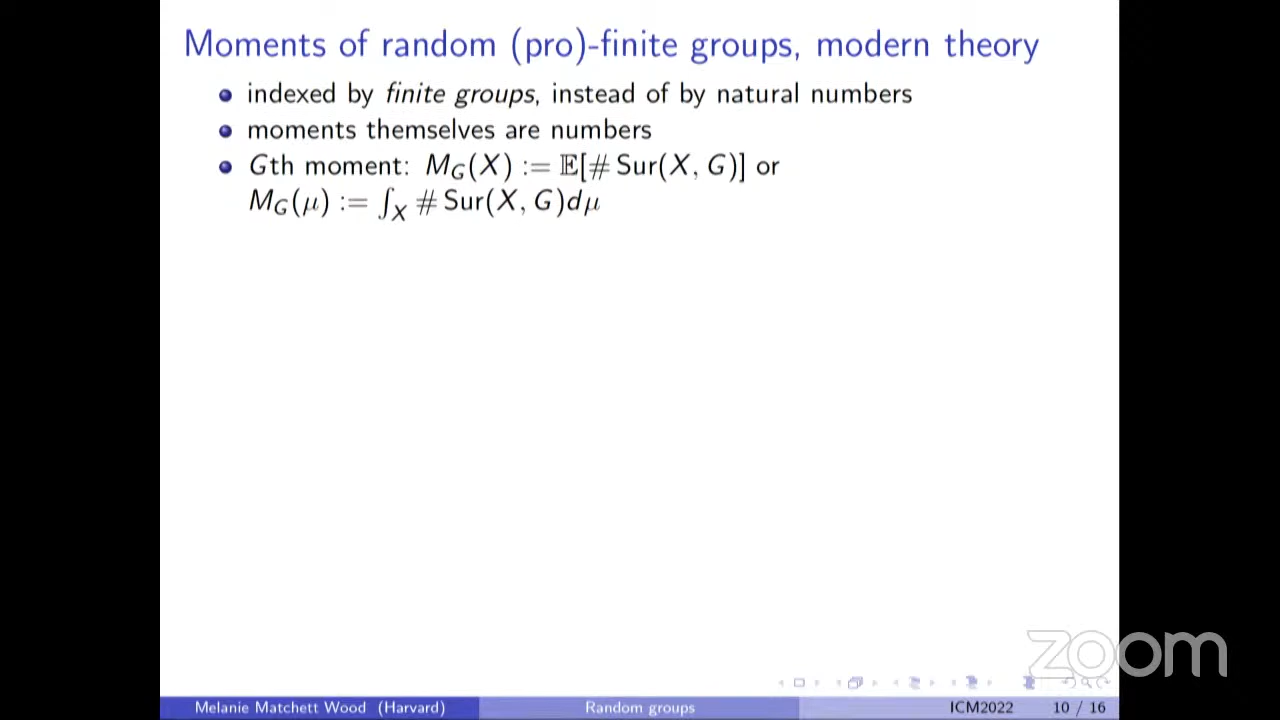 Moments of random (pro)-finite groups, modern theory
indexed by finite groups, instead of by natural numbers
moments themselves are numbers
Gth moment: M_G(X) := 𝔼[# Sur(X, G)] or
M_G(μ) := ∫_X # Sur(X, G)dμ
zoom
Melanie Matchett Wood (Harvard) Random groups ICM2022 10 / 16